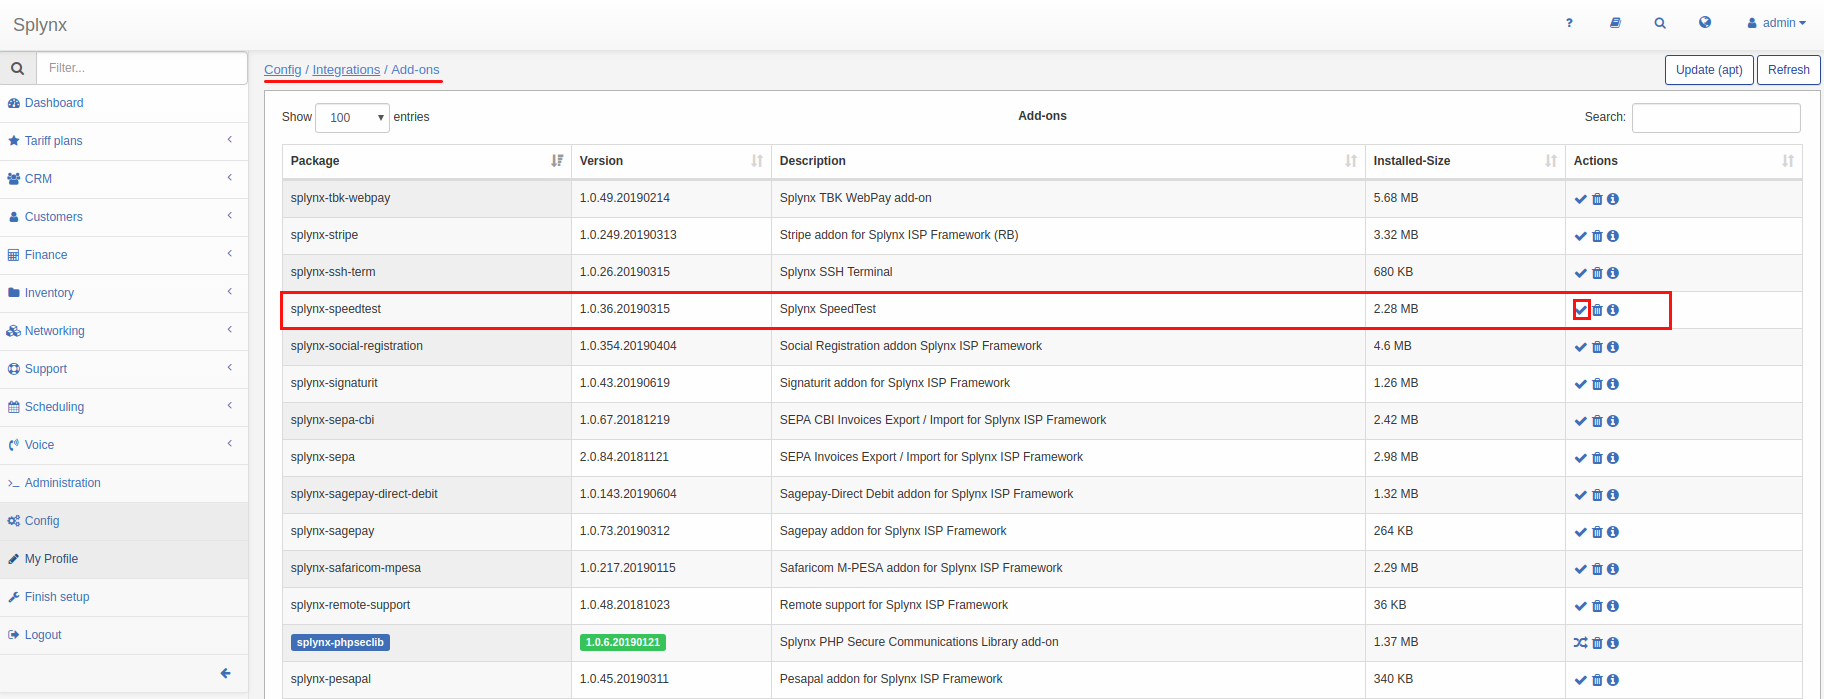 Splynx
? admin
Filter...
Config / Integrations / Add-ons
Update (apt) Refresh
Dashboard
Tariff plans
CRM
Customers
Finance
Inventory
Networking
Support
Scheduling
Voice
Administration
Config
My Profile
Finish setup
Logout
Show 100 entries
Add-ons
Search:
Package Version Description Installed-Size Actions
splynx-tbk-webpay 1.0.49.20190214 Splynx TBK WebPay add-on 5.68 MB
splynx-stripe 1.0.249.20190313 Stripe addon for Splynx ISP Framework (RB) 3.32 MB
splynx-ssh-term 1.0.26.20190315 Splynx SSH Terminal 680 KB
splynx-speedtest 1.0.36.20190315 Splynx SpeedTest 2.28 MB
splynx-social-registration 1.0.354.20190404 Social Registration addon Splynx ISP Framework 4.6 MB
splynx-signaturit 1.0.43.20190619 Signaturit addon for Splynx ISP Framework 1.26 MB
splynx-sepa-cbi 1.0.67.20181219 SEPA CBI Invoices Export / Import for Splynx ISP Framework 2.42 MB
splynx-sepa 2.0.84.20181121 SEPA Invoices Export / Import for Splynx ISP Framework 2.98 MB
splynx-sagepay-direct-debit 1.0.143.20190604 Sagepay-Direct Debit addon for Splynx ISP Framework 1.32 MB
splynx-sagepay 1.0.73.20190312 Sagepay addon for Splynx ISP Framework 264 KB
splynx-safaricom-mpesa 1.0.217.20190115 Safaricom M-PESA addon for Splynx ISP Framework 2.29 MB
splynx-remote-support 1.0.48.20181023 Remote support for Splynx ISP Framework 36 KB
splynx-phpseclib 1.0.6.20190121 Splynx PHP Secure Communications Library add-on 1.37 MB
splynx-pesapal 1.0.45.20190311 Pesapal addon for Splynx ISP Framework 340 KB